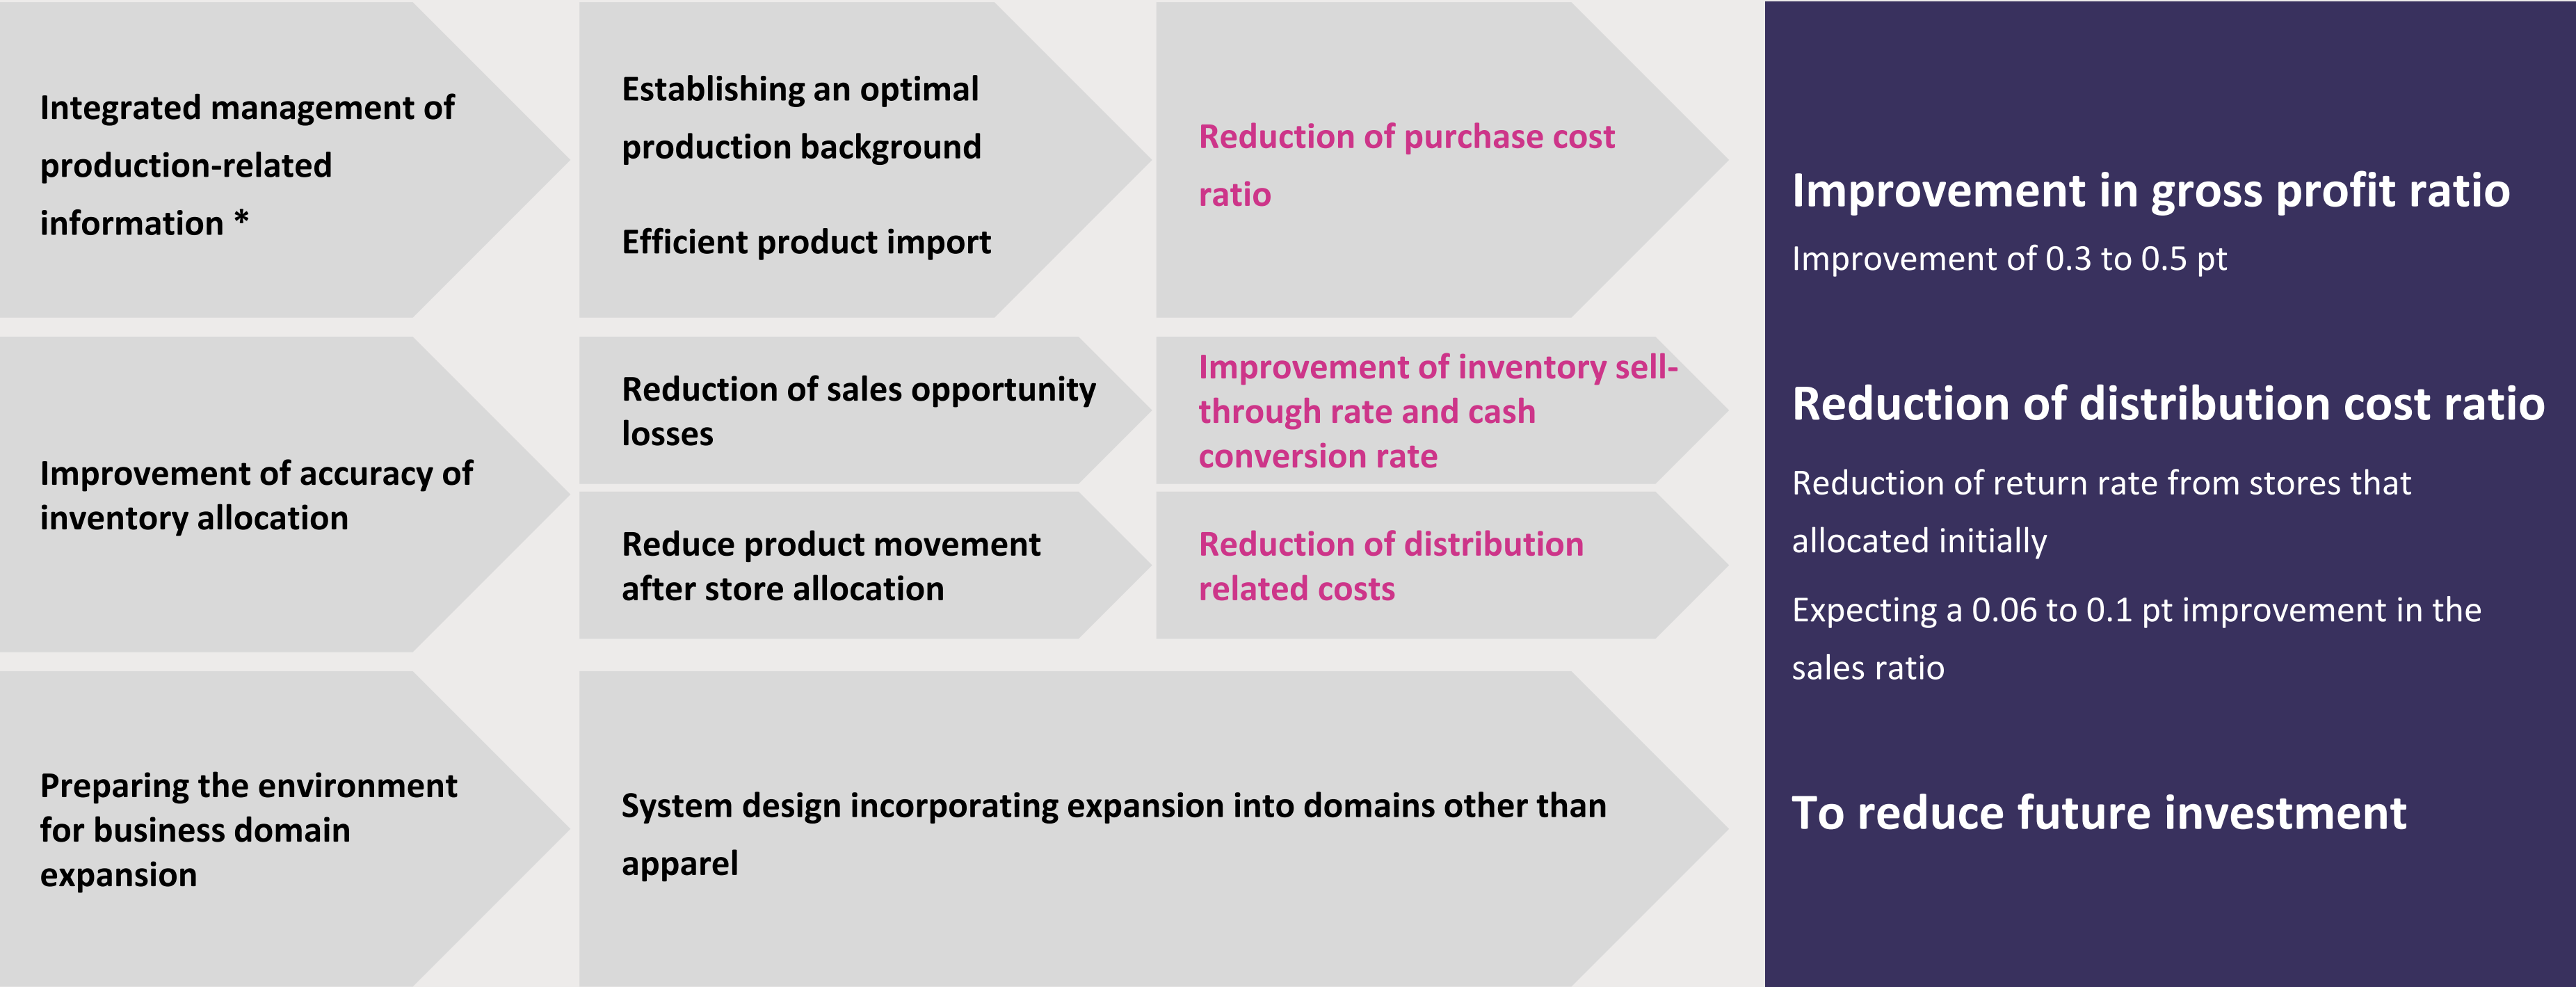 Integrated management of
production-related
information *
Establishing an optimal
production background
Efficient product import
Reduction of purchase cost
ratio
Improvement of accuracy of
inventory allocation
Reduction of sales opportunity
losses
Improvement of inventory sell-
through rate and cash
conversion rate
Reduce product movement
after store allocation
Reduction of distribution
related costs
Preparing the environment
for business domain
expansion
System design incorporating expansion into domains other than
apparel
Improvement in gross profit ratio
Improvement of 0.3 to 0.5 pt
Reduction of distribution cost ratio
Reduction of return rate from stores that
allocated initially
Expecting a 0.06 to 0.1 pt improvement in the
sales ratio
To reduce future investment